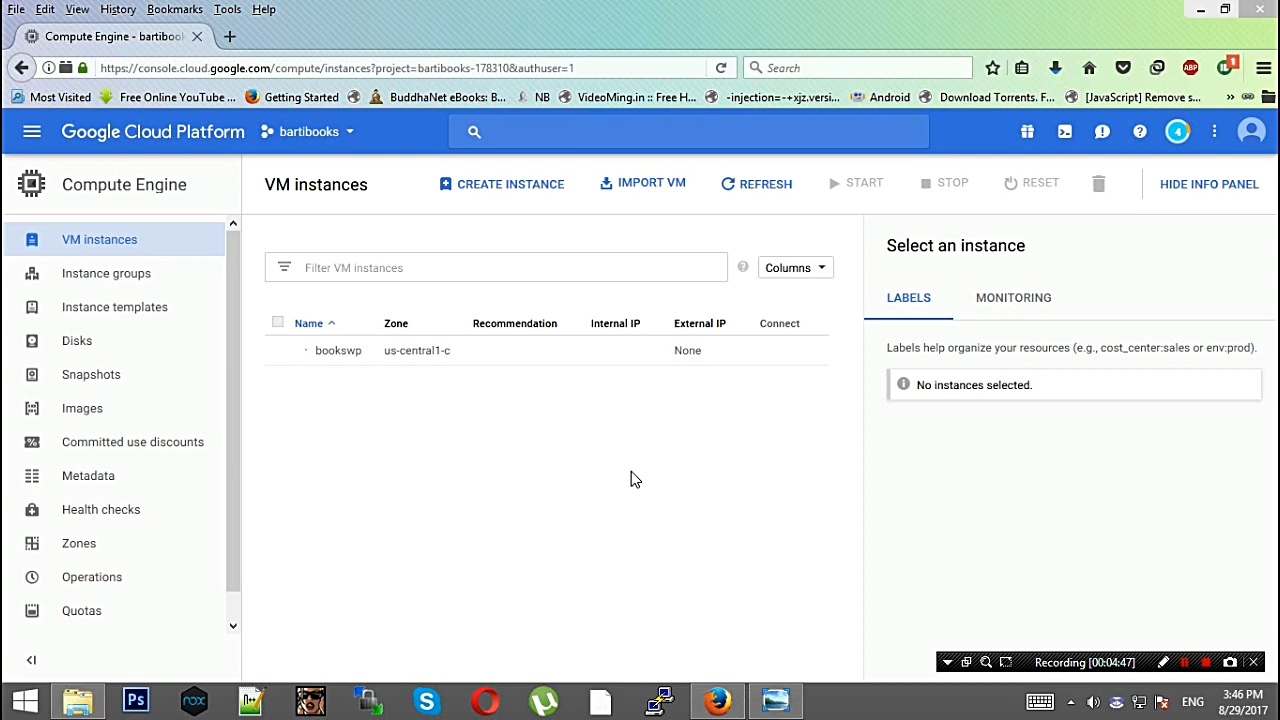 File Edit View History Tools Help
Compute Engine - bartibool
https://console.cloud.google.com/compute/instances?project=bartibooks-178310&authuser=1
Search
ABP
1
Most Visited
Free Online YouTube ...
Getting Started
BuddhaNet eBooks: B...
NB
VideoMing.in :: Free H...
-injection=-+xjz.versi...
Android
Download Torrents. F...
[JavaScript] Remove s...
Google Cloud Platform
bartibooks
4
Compute Engine
VM instances
CREATE INSTANCE
IMPORT VM
REFRESH
START
STOP
RESET
HIDE INFO PANEL
VM instances
Instance groups
Instance templates
Disks
Snapshots
Images
Committed use discounts
Metadata
Health checks
Zones
Operations
Quotas
Filter VM instances
Columns
Name Zone Recommendation Internal IP External IP Connect
bookswp us-central1-c None
Select an instance
LABELS MONITORING
Labels help organize your resources (e.g., cost_center:sales or env:prod).
No instances selected.
Recording [00:04:47]
Ps
nox
ENG
3:46 PM
8/29/2017